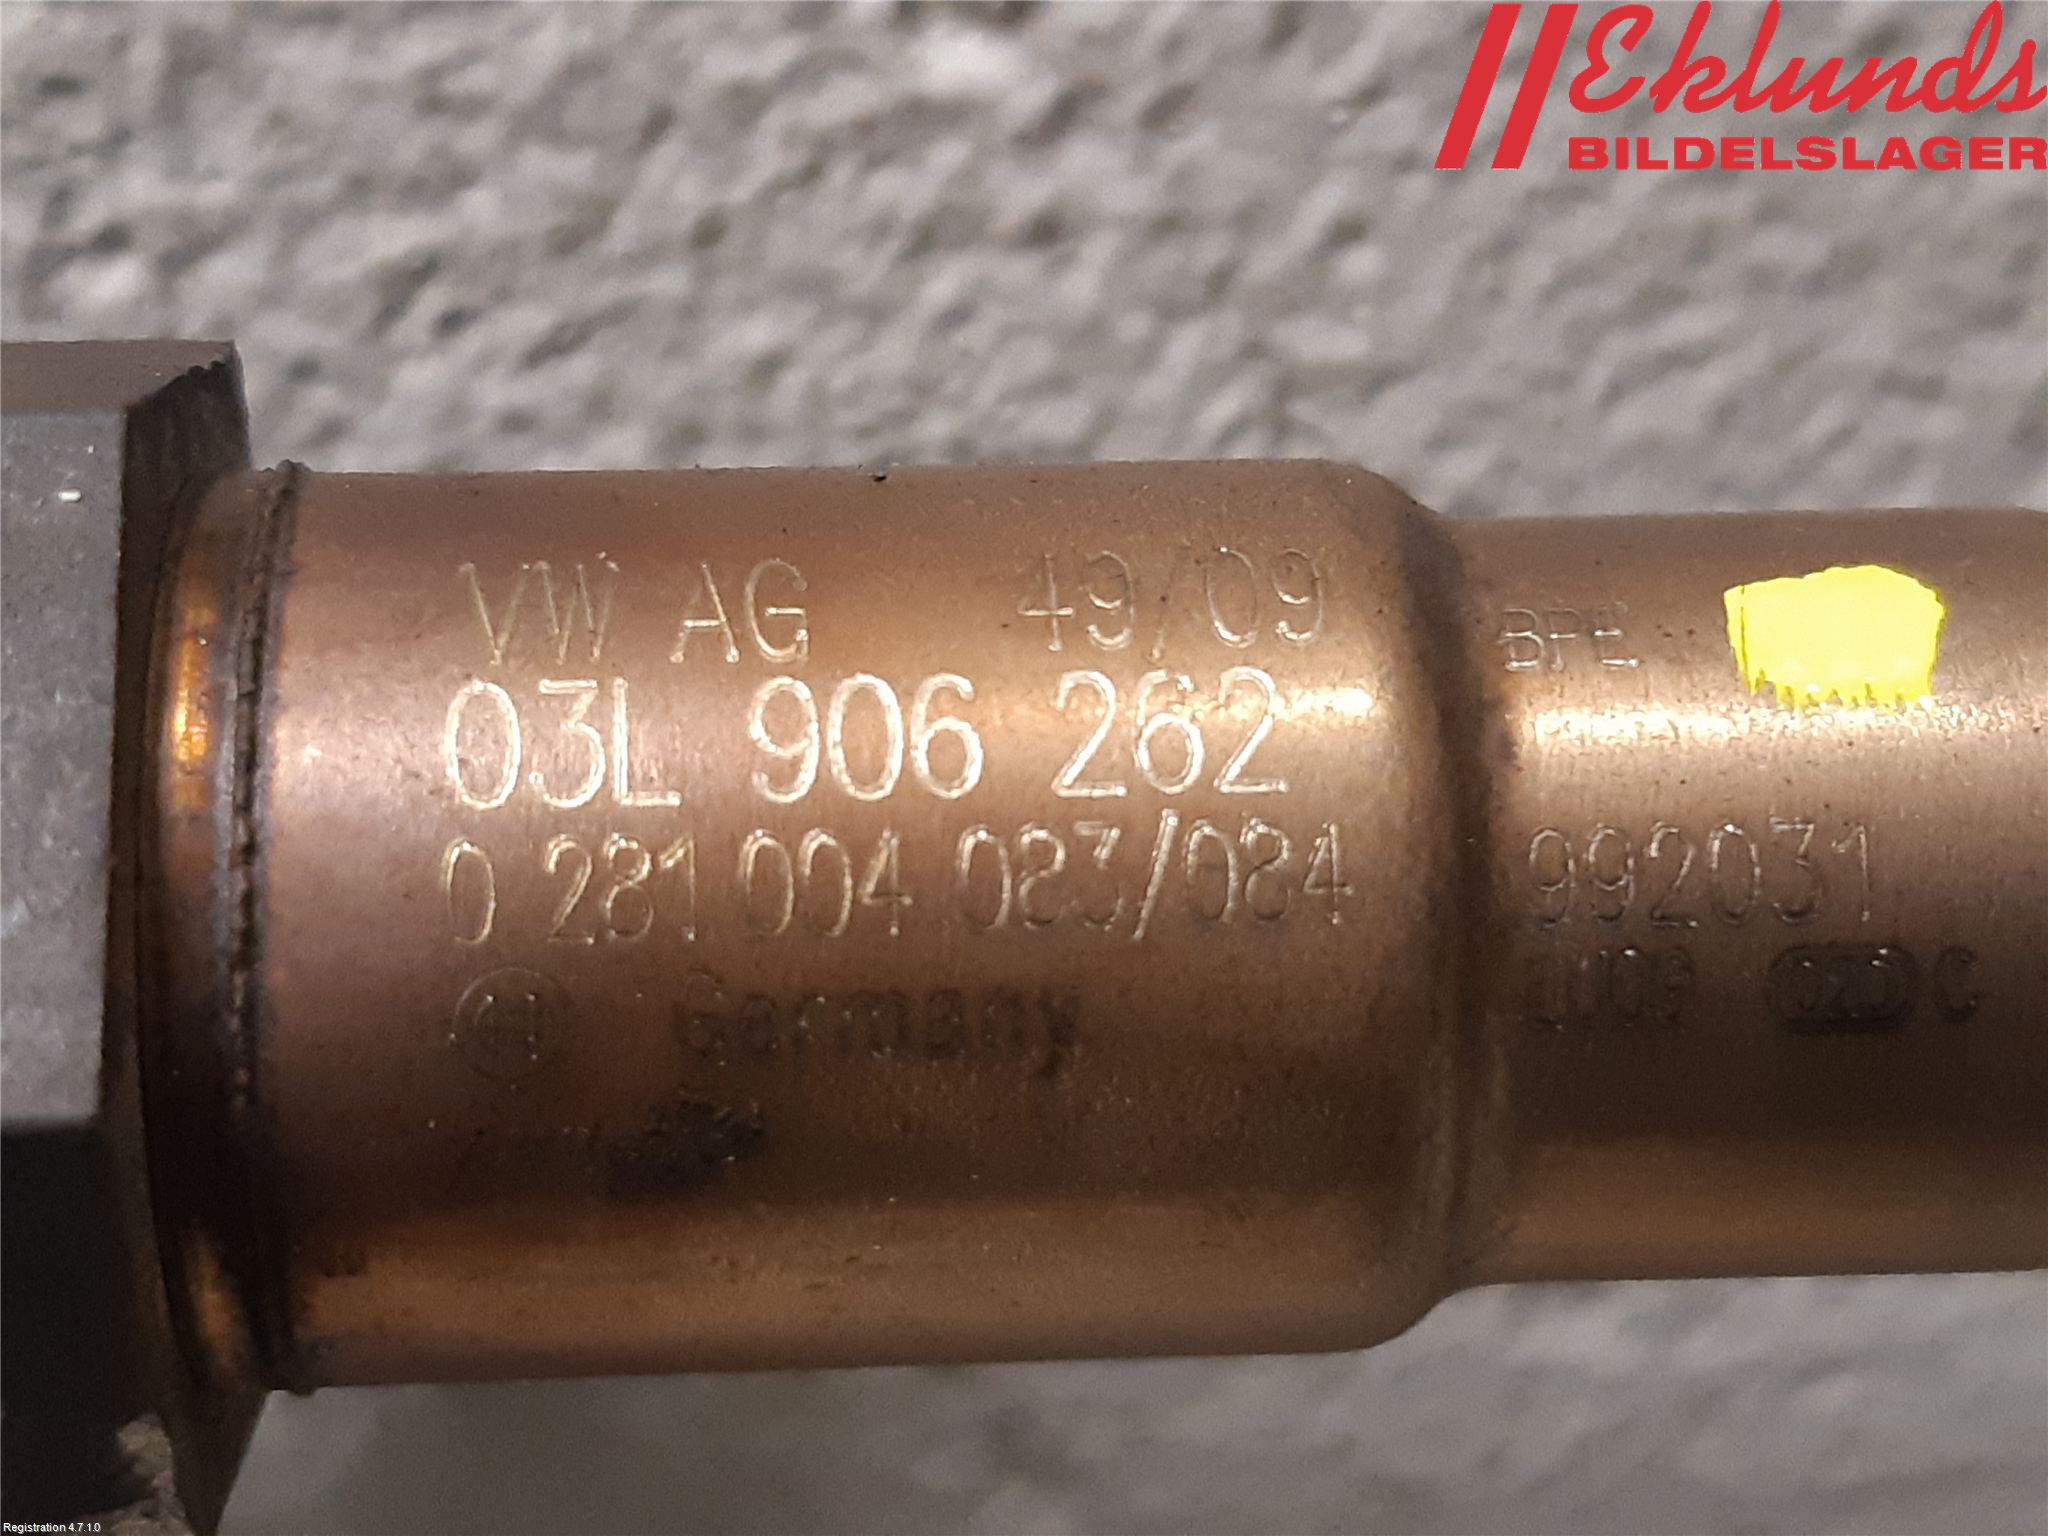 Eklunds
BILDELSLAGER
VW AG 49/09
03L 906 262
0 281 004 083/084
Germany
BPE
992031
C
Registration 4.7.1.0